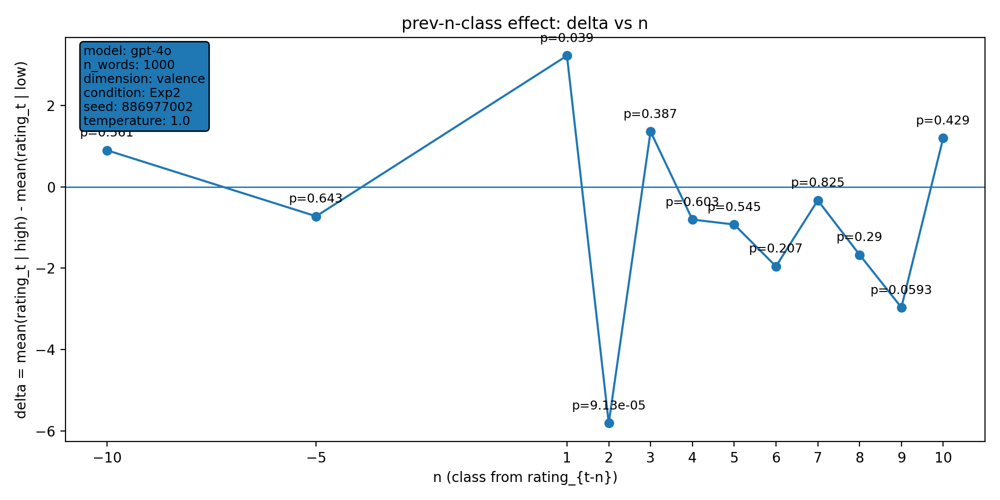 prev-n-class effect: delta vs n
model: gpt-4o
n_words: 1000
dimension: valence
condition: Exp2
seed: 886977002
temperature: 1.0
p=0.561
p=0.643
p=0.039
p=9.13e-05
p=0.387
p=0.603
p=0.545
p=0.207
p=0.825
p=0.29
p=0.0593
p=0.429
delta = mean(rating_t | high) - mean(rating_t | low)
2
0
−2
−4
−6
−10
−5
1
2
3
4
5
6
7
8
9
10
n (class from rating_{t-n})